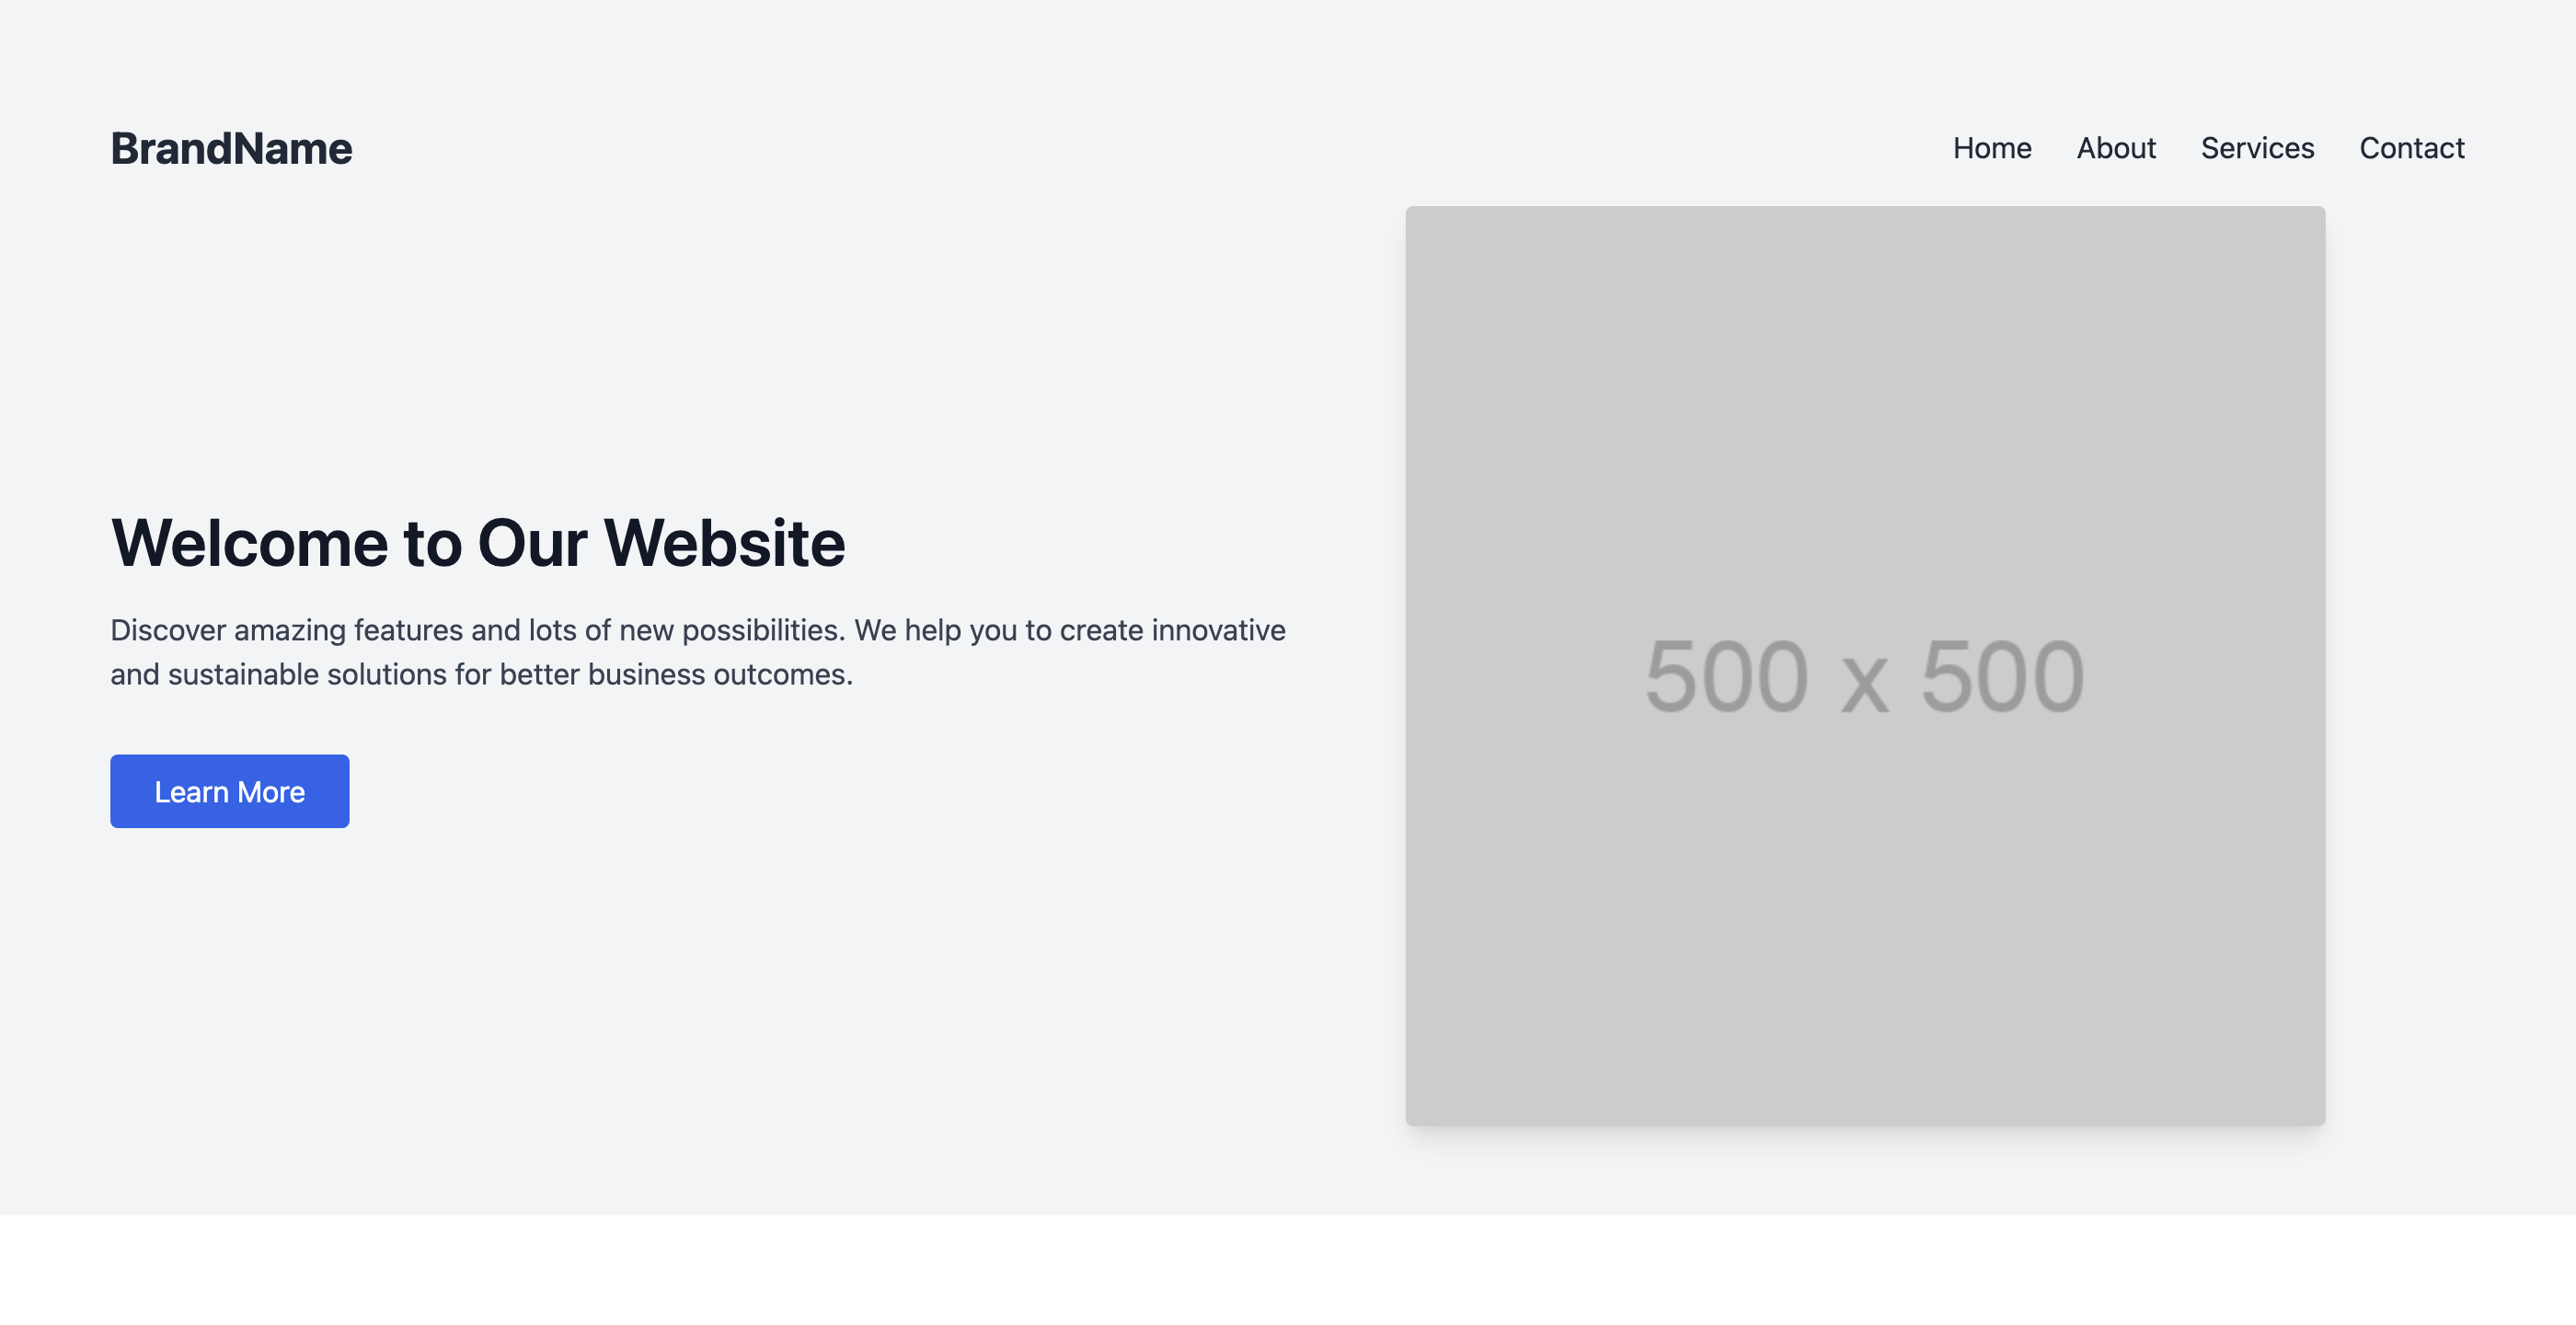 BrandName
Home About Services Contact
Welcome to Our Website
Discover amazing features and lots of new possibilities. We help you to create innovative
and sustainable solutions for better business outcomes.
Learn More
500 x 500